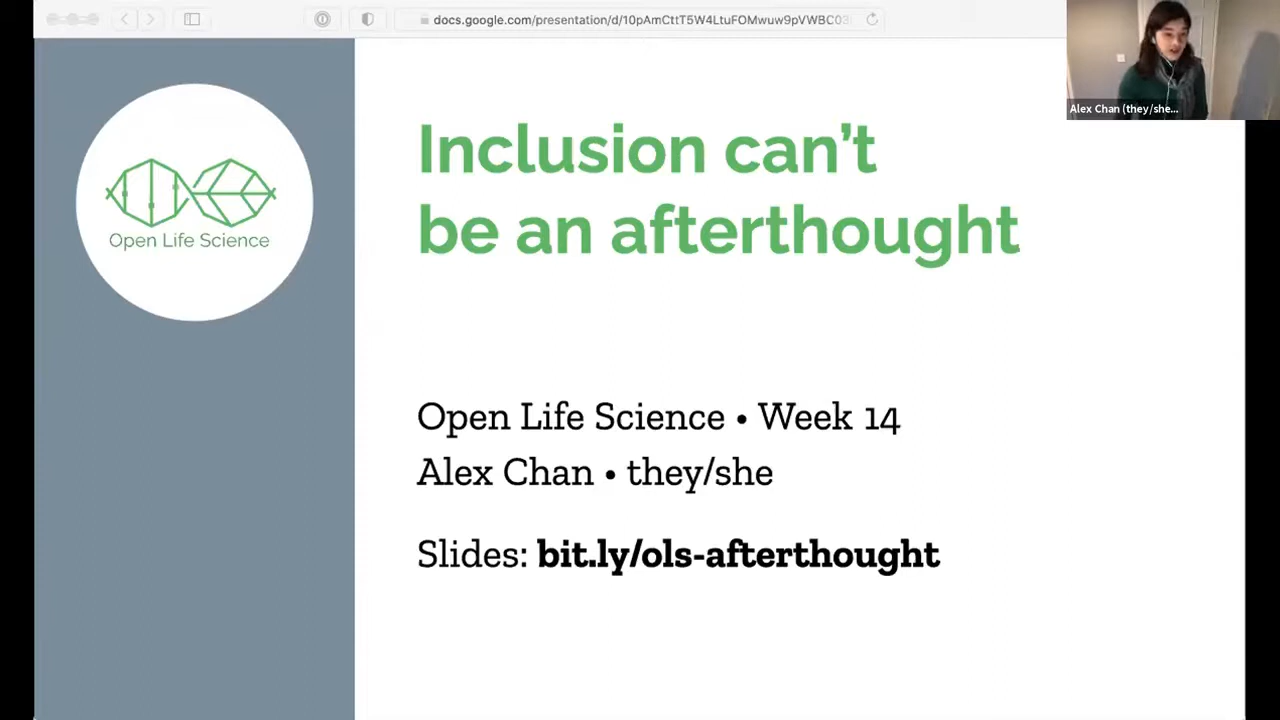 docs.google.com/presentation/d/10pAmCttT5W4LtuFOMwuw9pVWBC03
Alex Chan (they/she...
Open Life Science
Inclusion can’t
be an afterthought
Open Life Science • Week 14
Alex Chan • they/she
Slides: bit.ly/ols-afterthought